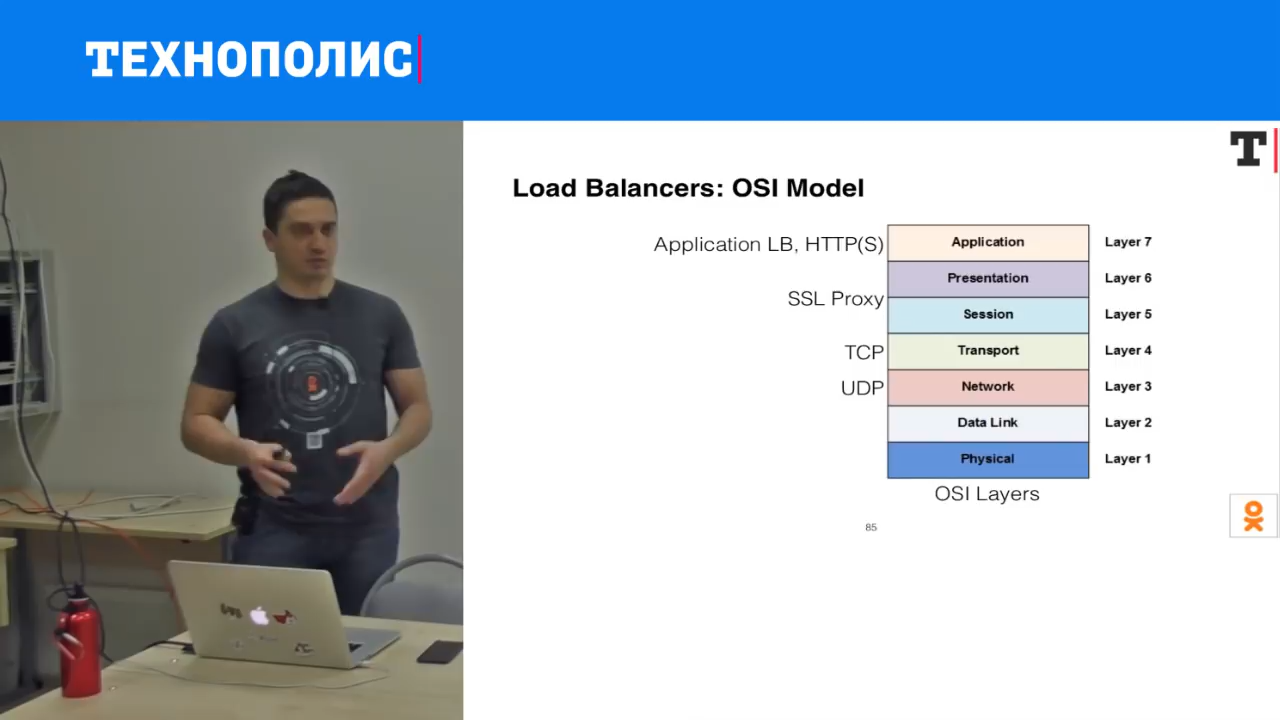 ТЕХНОПОЛИС
T
Load Balancers: OSI Model
Application LB, HTTP(S) Application Layer 7
Presentation Layer 6
SSL Proxy
Session Layer 5
TCP Transport Layer 4
UDP Network Layer 3
Data Link Layer 2
Physical Layer 1
OSI Layers
85